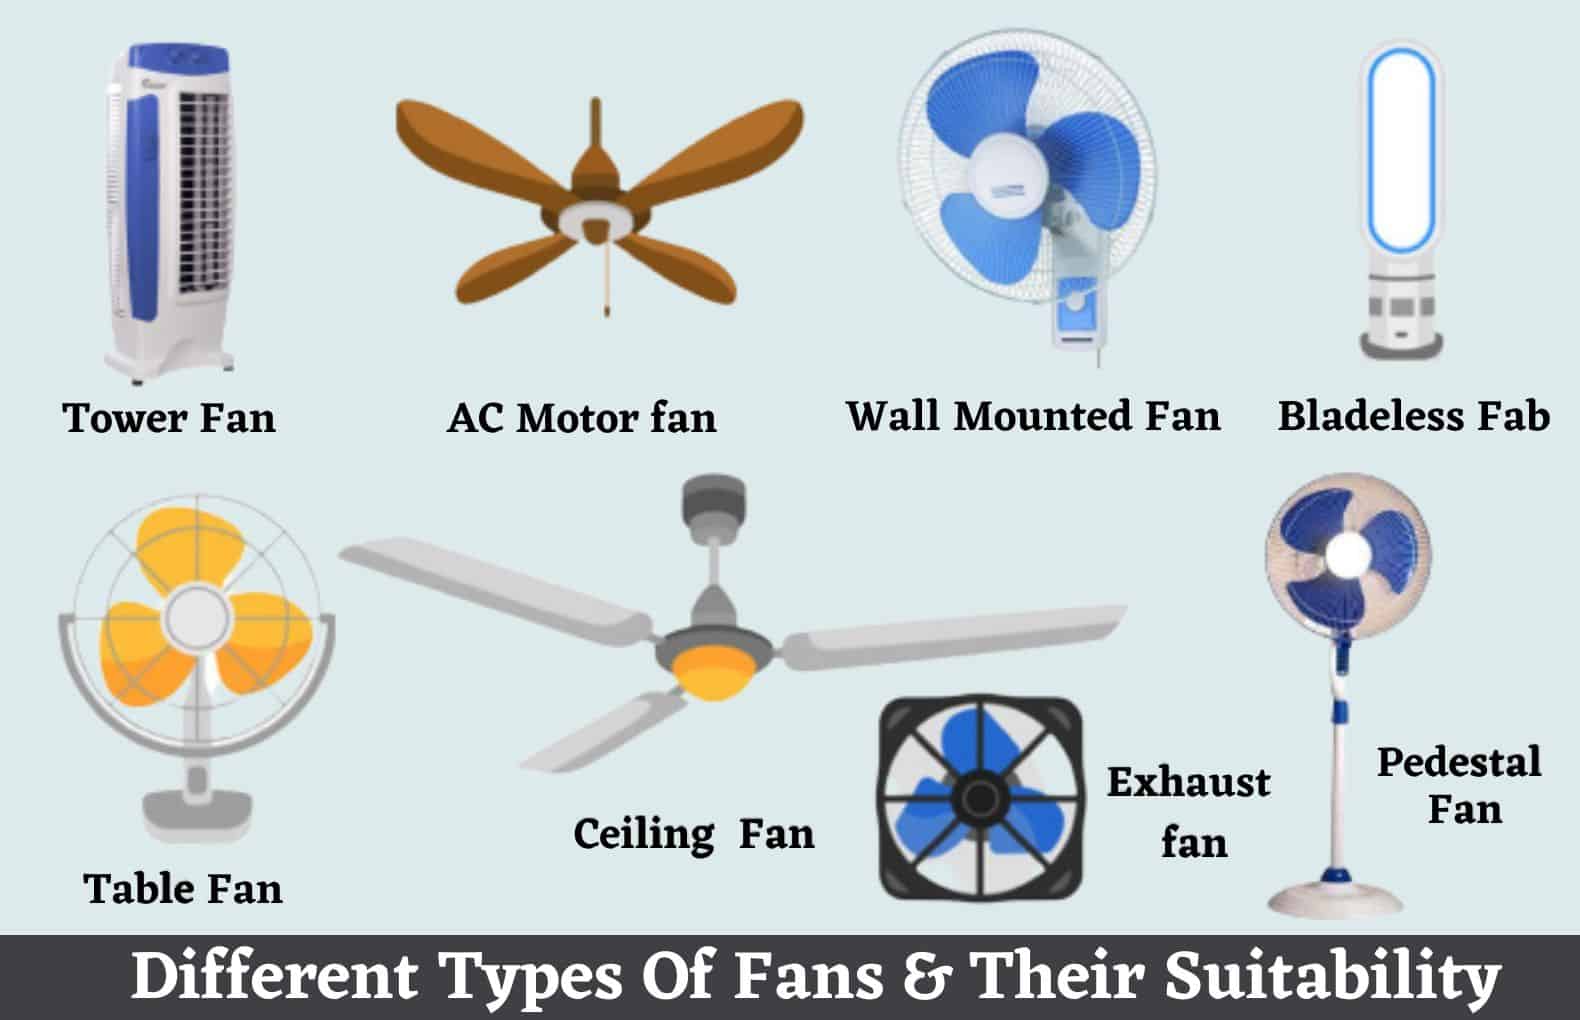 Tower Fan
AC Motor fan
Wall Mounted Fan
Bladeless Fab
Table Fan
Ceiling Fan
Exhaust
fan
Pedestal
Fan
Different Types Of Fans & Their Suitability